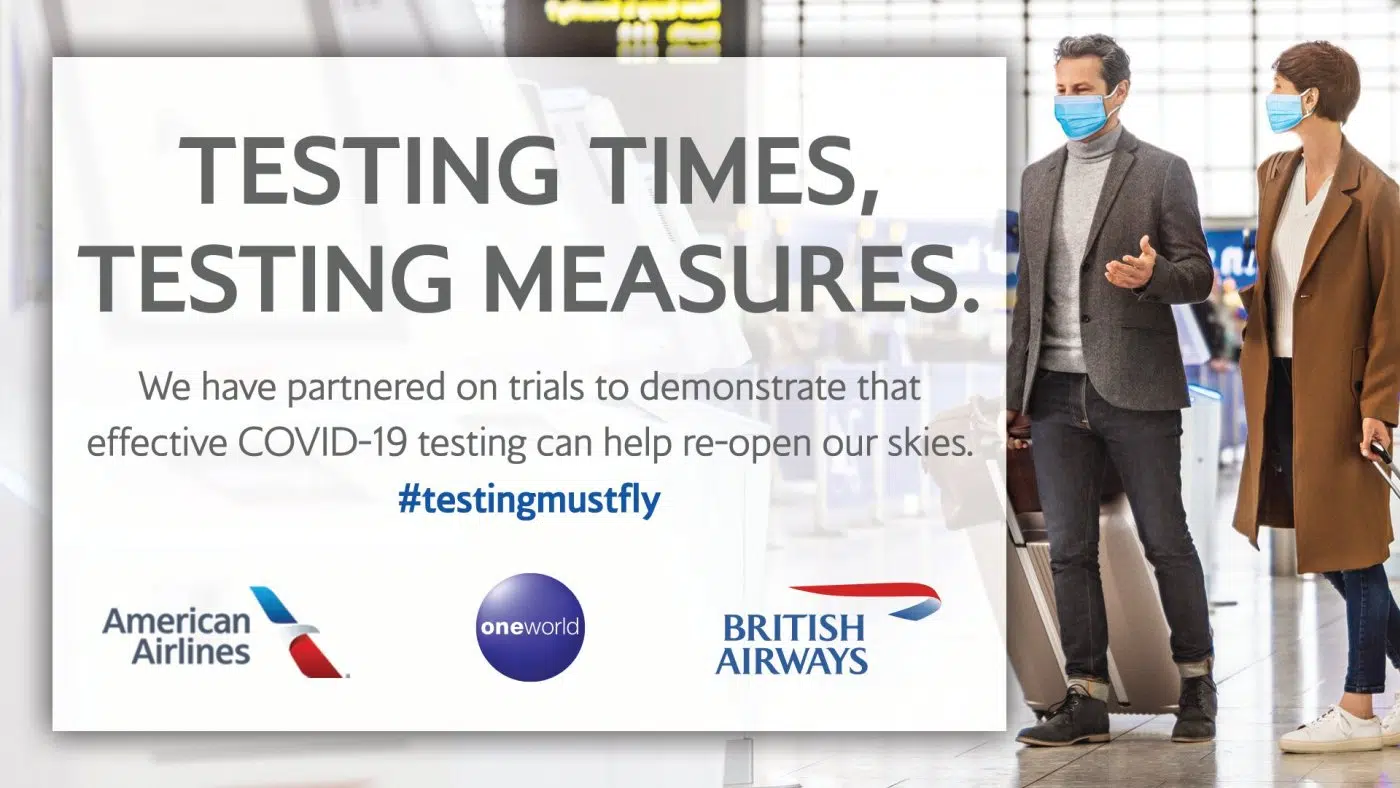 TESTING TIMES,
TESTING MEASURES.
We have partnered on trials to demonstrate that
effective COVID-19 testing can help re-open our skies.
#testingmustfly
American
Airlines
oneworld
BRITISH
AIRWAYS